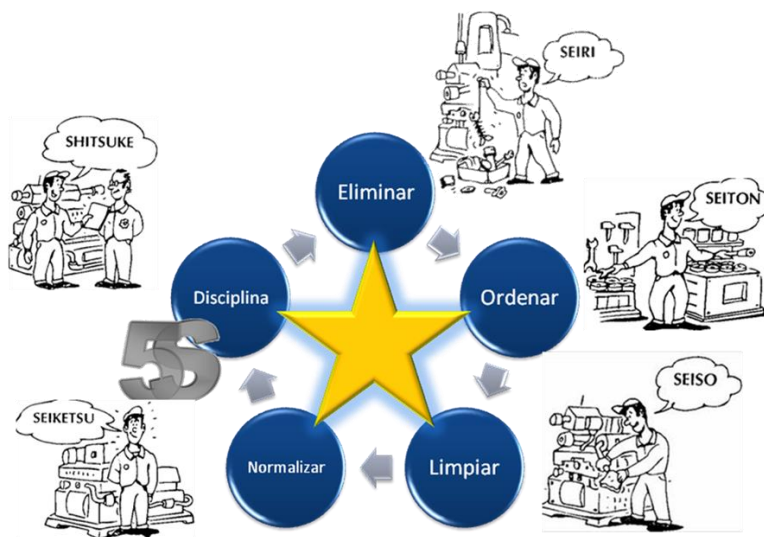 SEIRI
SHITSUKE
Eliminar
SEITON
Disciplina
Ordenar
5S
SEISO
SEIKETSU
Normalizar
Limpiar